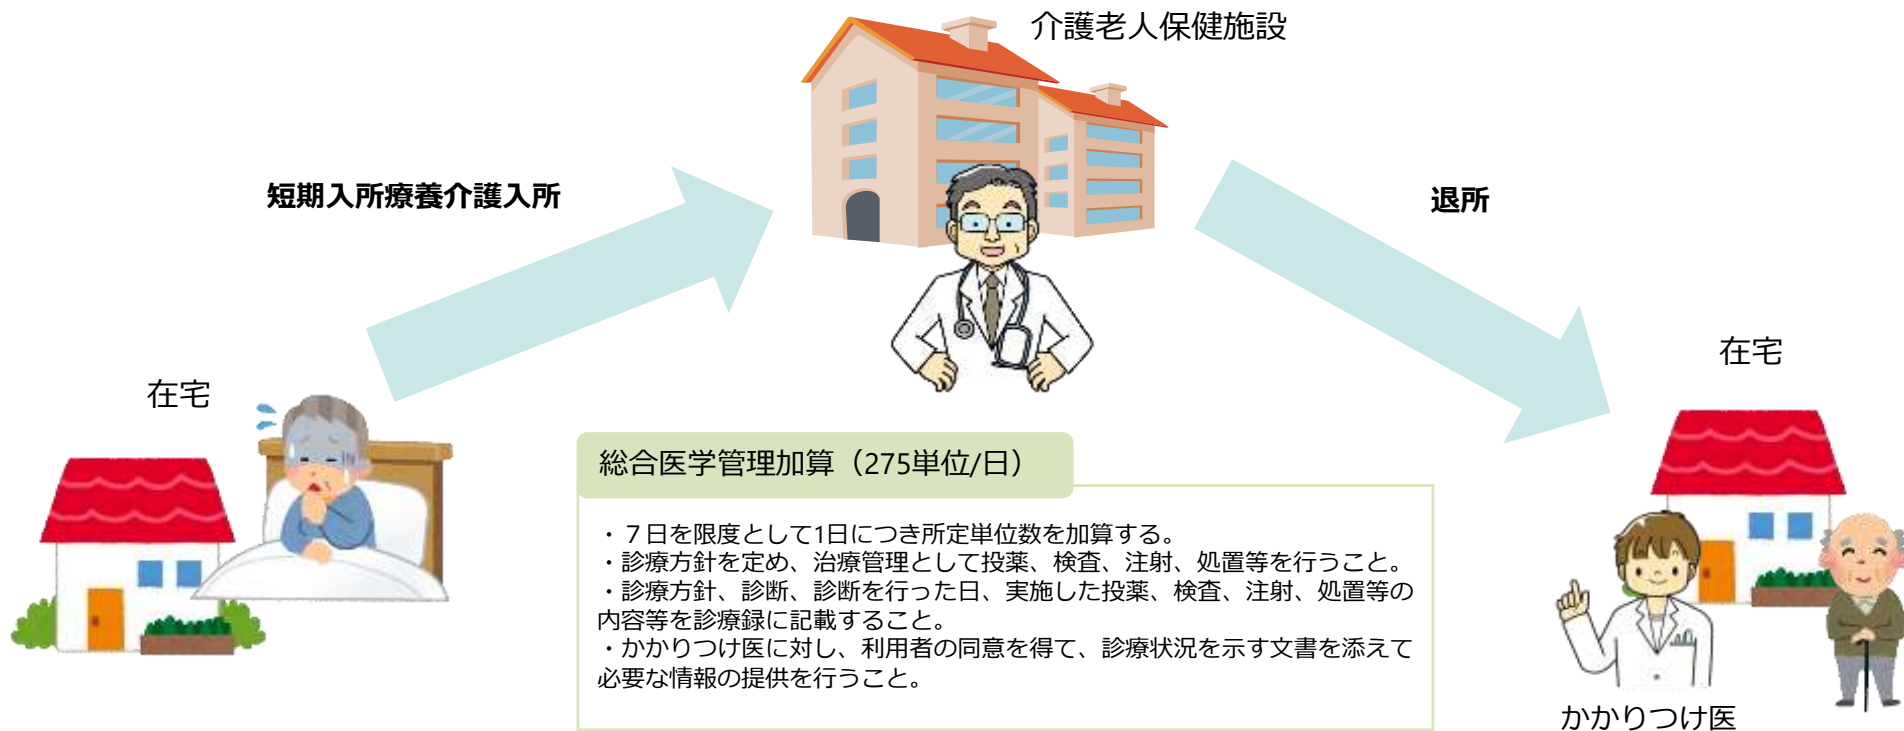 介護老人保健施設
短期入所療養介護入所
退所
在宅
在宅
総合医学管理加算（275単位/日）
・７日を限度として1日につき所定単位数を加算する。
・診療方針を定め、治療管理として投薬、検査、注射、処置等を行うこと。
・診療方針、診断、診断を行った日、実施した投薬、検査、注射、処置等の
内容等を診療録に記載すること。
・かかりつけ医に対し、利用者の同意を得て、診療状況を示す文書を添えて
必要な情報の提供を行うこと。
かかりつけ医